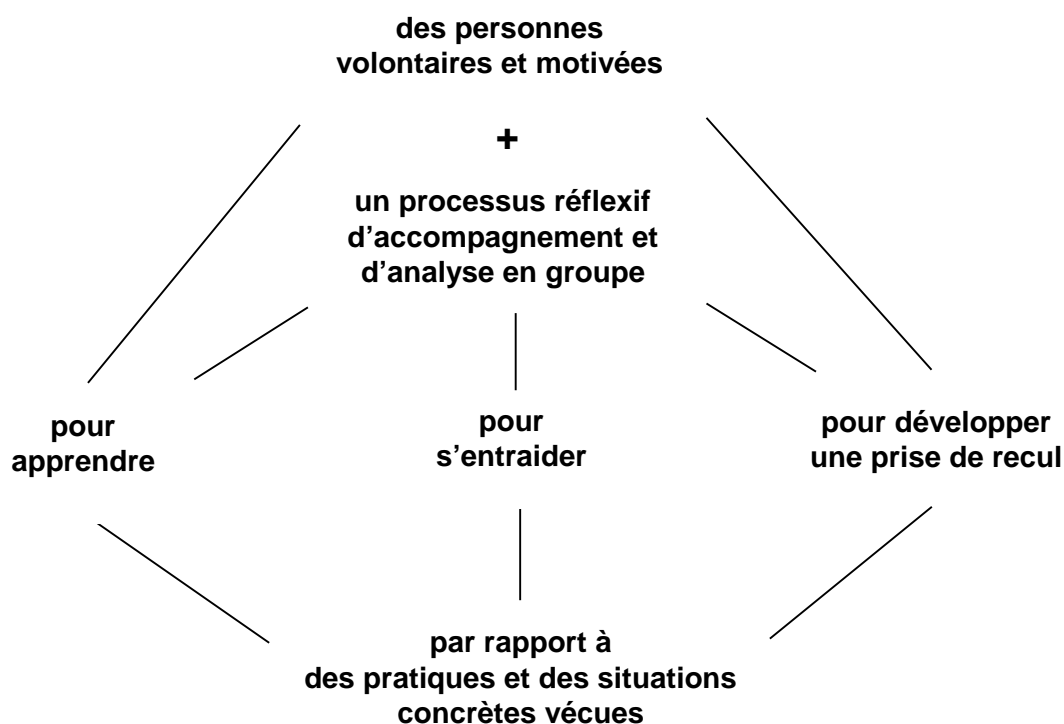 des personnes
volontaires et motivées
+
un processus réflexif
d’accompagnement et
d’analyse en groupe
pour
apprendre
pour
s’entraider
pour développer
une prise de recul
par rapport à
des pratiques et des situations
concrètes vécues